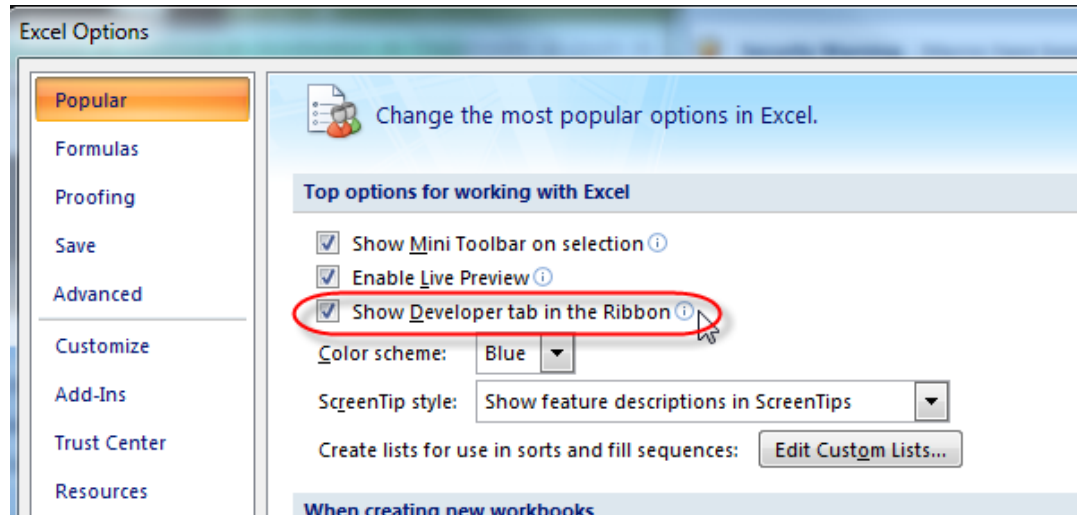 Excel Options
Popular
Formulas
Proofing
Save
Advanced
Customize
Add-Ins
Trust Center
Resources
Change the most popular options in Excel.
Top options for working with Excel
Show Mini Toolbar on selection
Enable Live Preview
Show Developer tab in the Ribbon
Color scheme: Blue
ScreenTip style: Show feature descriptions in ScreenTips
Create lists for use in sorts and fill sequences: Edit Custom Lists...
When creating new workbooks